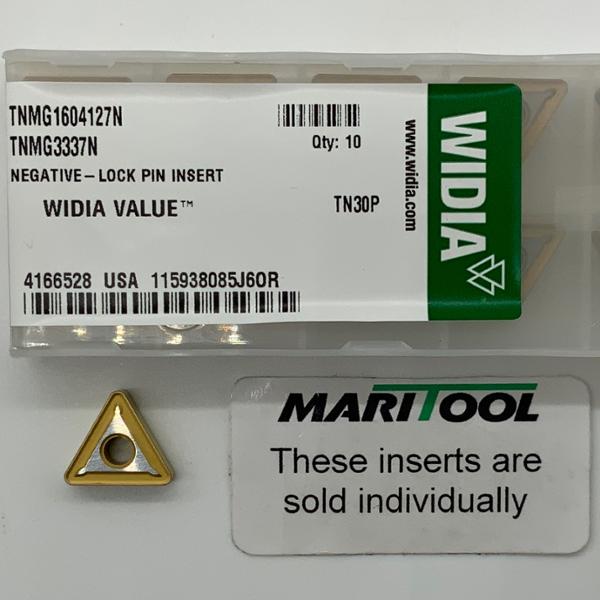 TNMG1604127N
TNMG3337N
Qty: 10
NEGATIVE-LOCK PIN INSERT
WIDIA VALUE™
TN30P
4166528 USA 115938085J6OR
www.widia.com
WIDIA
MARITOOL
These inserts are
sold individually